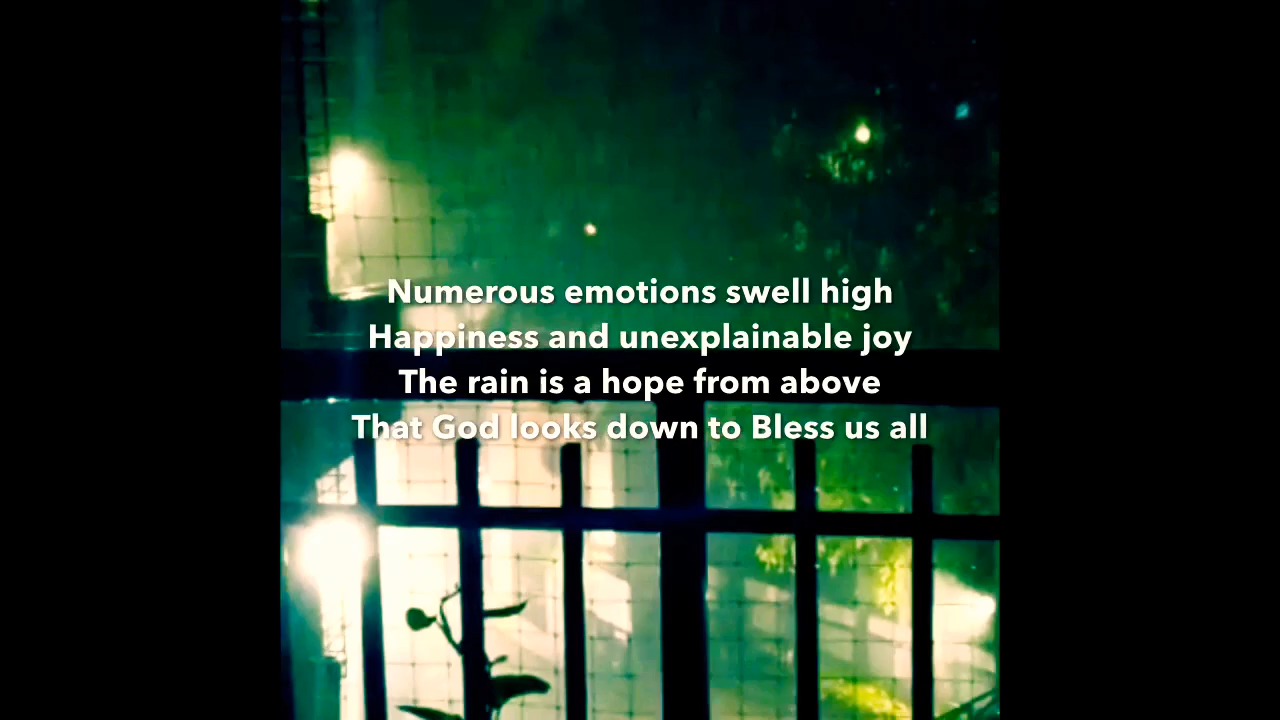 Numerous emotions swell high
Happiness and unexplainable joy
The rain is a hope from above
That God looks down to Bless us all